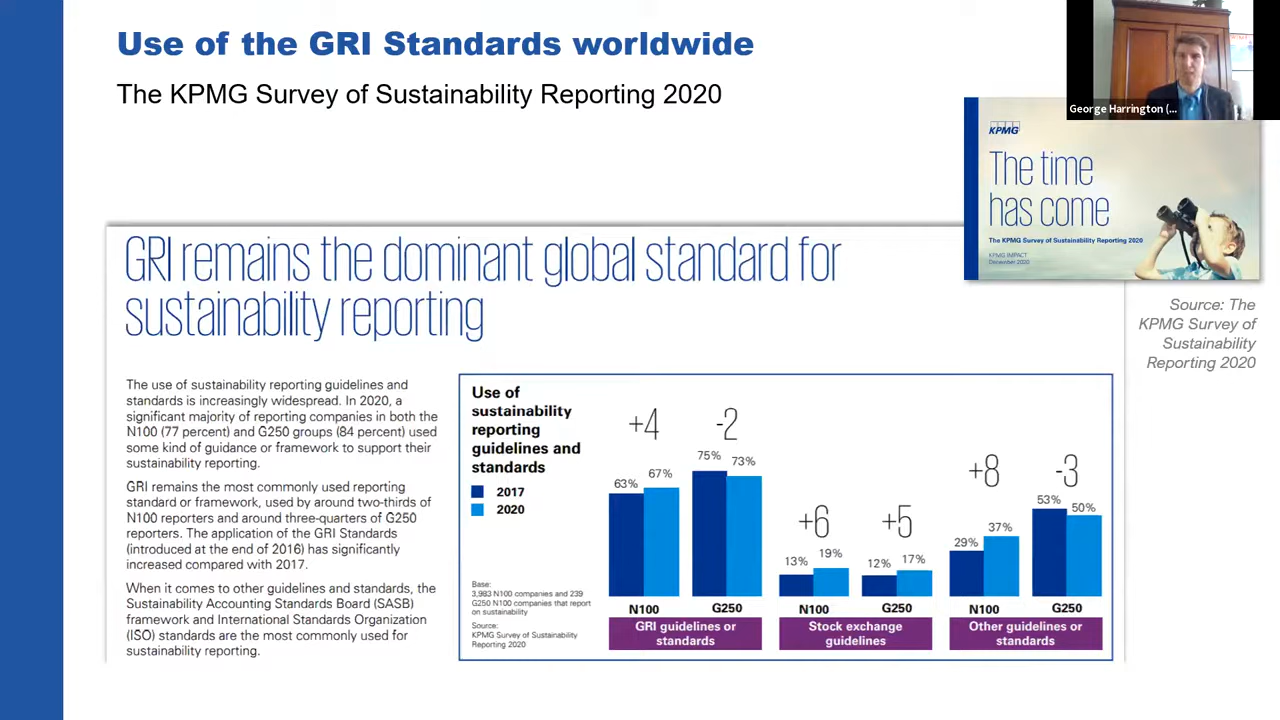 Use of the GRI Standards worldwide
The KPMG Survey of Sustainability Reporting 2020
George Harrington (...
KPMG
The time
has come
The KPMG Survey of Sustainability Reporting 2020
KPMG IMPACT
December 2020
Source: The
KPMG Survey of
Sustainability
Reporting 2020
GRI remains the dominant global standard for
sustainability reporting
The use of sustainability reporting guidelines and
standards is increasingly widespread. In 2020, a
significant majority of reporting companies in both the
N100 (77 percent) and G250 groups (84 percent) used
some kind of guidance or framework to support their
sustainability reporting.
GRI remains the most commonly used reporting
standard or framework, used by around two-thirds of
N100 reporters and around three-quarters of G250
reporters. The application of the GRI Standards
(introduced at the end of 2016) has significantly
increased compared with 2017.
When it comes to other guidelines and standards, the
Sustainability Accounting Standards Board (SASB)
framework and International Standards Organization
(ISO) standards are the most commonly used for
sustainability reporting.
Use of
sustainability
reporting
guidelines and
standards
2017
2020
Base:
3,983 N100 companies and 239
G250 N100 companies that report
on sustainability
Source:
KPMG Survey of Sustainability
Reporting 2020
+4 -2
63% 67% 75% 73%
N100 G250
GRI guidelines or
standards
+6 +5
13% 19% 12% 17%
N100 G250
Stock exchange
guidelines
+8 -3
29% 37% 53% 50%
N100 G250
Other guidelines or
standards